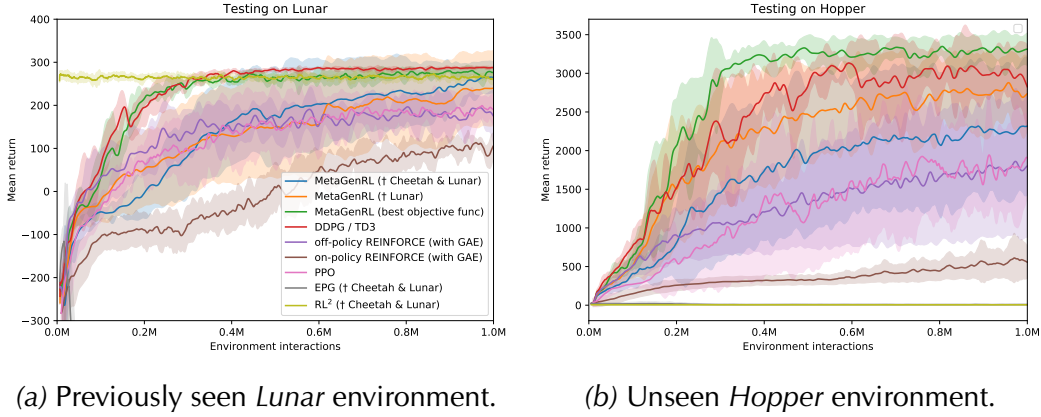 Testing on Lunar
400
300
200
100
0
−100
−200
−300
Mean return
0.0M 0.2M 0.4M 0.6M 0.8M 1.0M
Environment interactions
MetaGenRL († Cheetah & Lunar)
MetaGenRL († Lunar)
MetaGenRL (best objective func)
DDPG / TD3
off-policy REINFORCE (with GAE)
on-policy REINFORCE (with GAE)
PPO
EPG († Cheetah & Lunar)
RL² († Cheetah & Lunar)
(a) Previously seen Lunar environment.
Testing on Hopper
3500
3000
2500
2000
1500
1000
500
0
Mean return
0.0M 0.2M 0.4M 0.6M 0.8M 1.0M
Environment interactions
(b) Unseen Hopper environment.